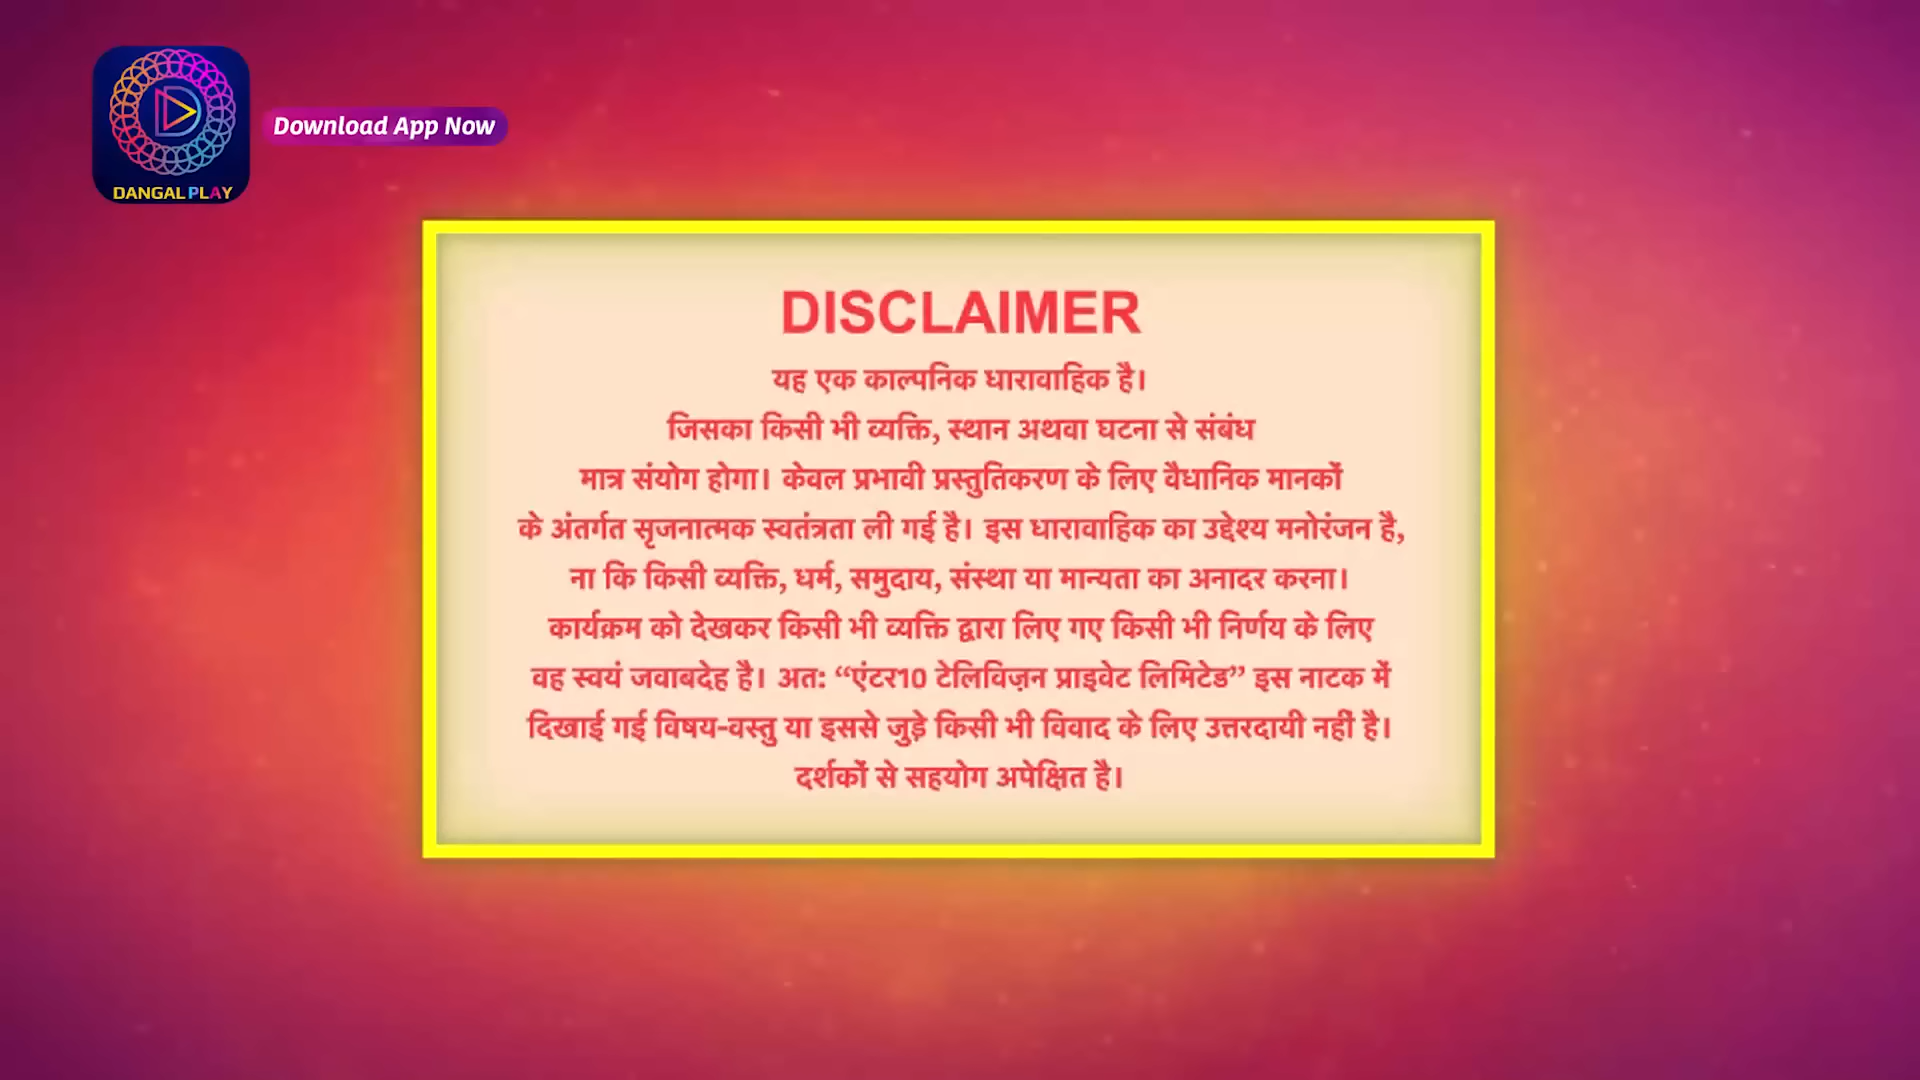 DANGAL PLAY
Download App Now
DISCLAIMER
यह एक काल्पनिक धारावाहिक है।
जिसका किसी भी व्यक्ति, स्थान अथवा घटना से संबंध
मात्र संयोग होगा। केवल प्रभावी प्रस्तुतिकरण के लिए वैधानिक मानकों
के अंतर्गत सृजनात्मक स्वतंत्रता ली गई है। इस धारावाहिक का उद्देश्य मनोरंजन है,
ना कि किसी व्यक्ति, धर्म, समुदाय, संस्था या मान्यता का अनादर करना।
कार्यक्रम को देखकर किसी भी व्यक्ति द्वारा लिए गए किसी भी निर्णय के लिए
वह स्वयं जवाबदेह है। अत: “एंटर10 टेलिविज़न प्राइवेट लिमिटेड” इस नाटक में
दिखाई गई विषय-वस्तु या इससे जुड़े किसी भी विवाद के लिए उत्तरदायी नहीं है।
दर्शकों से सहयोग अपेक्षित है।